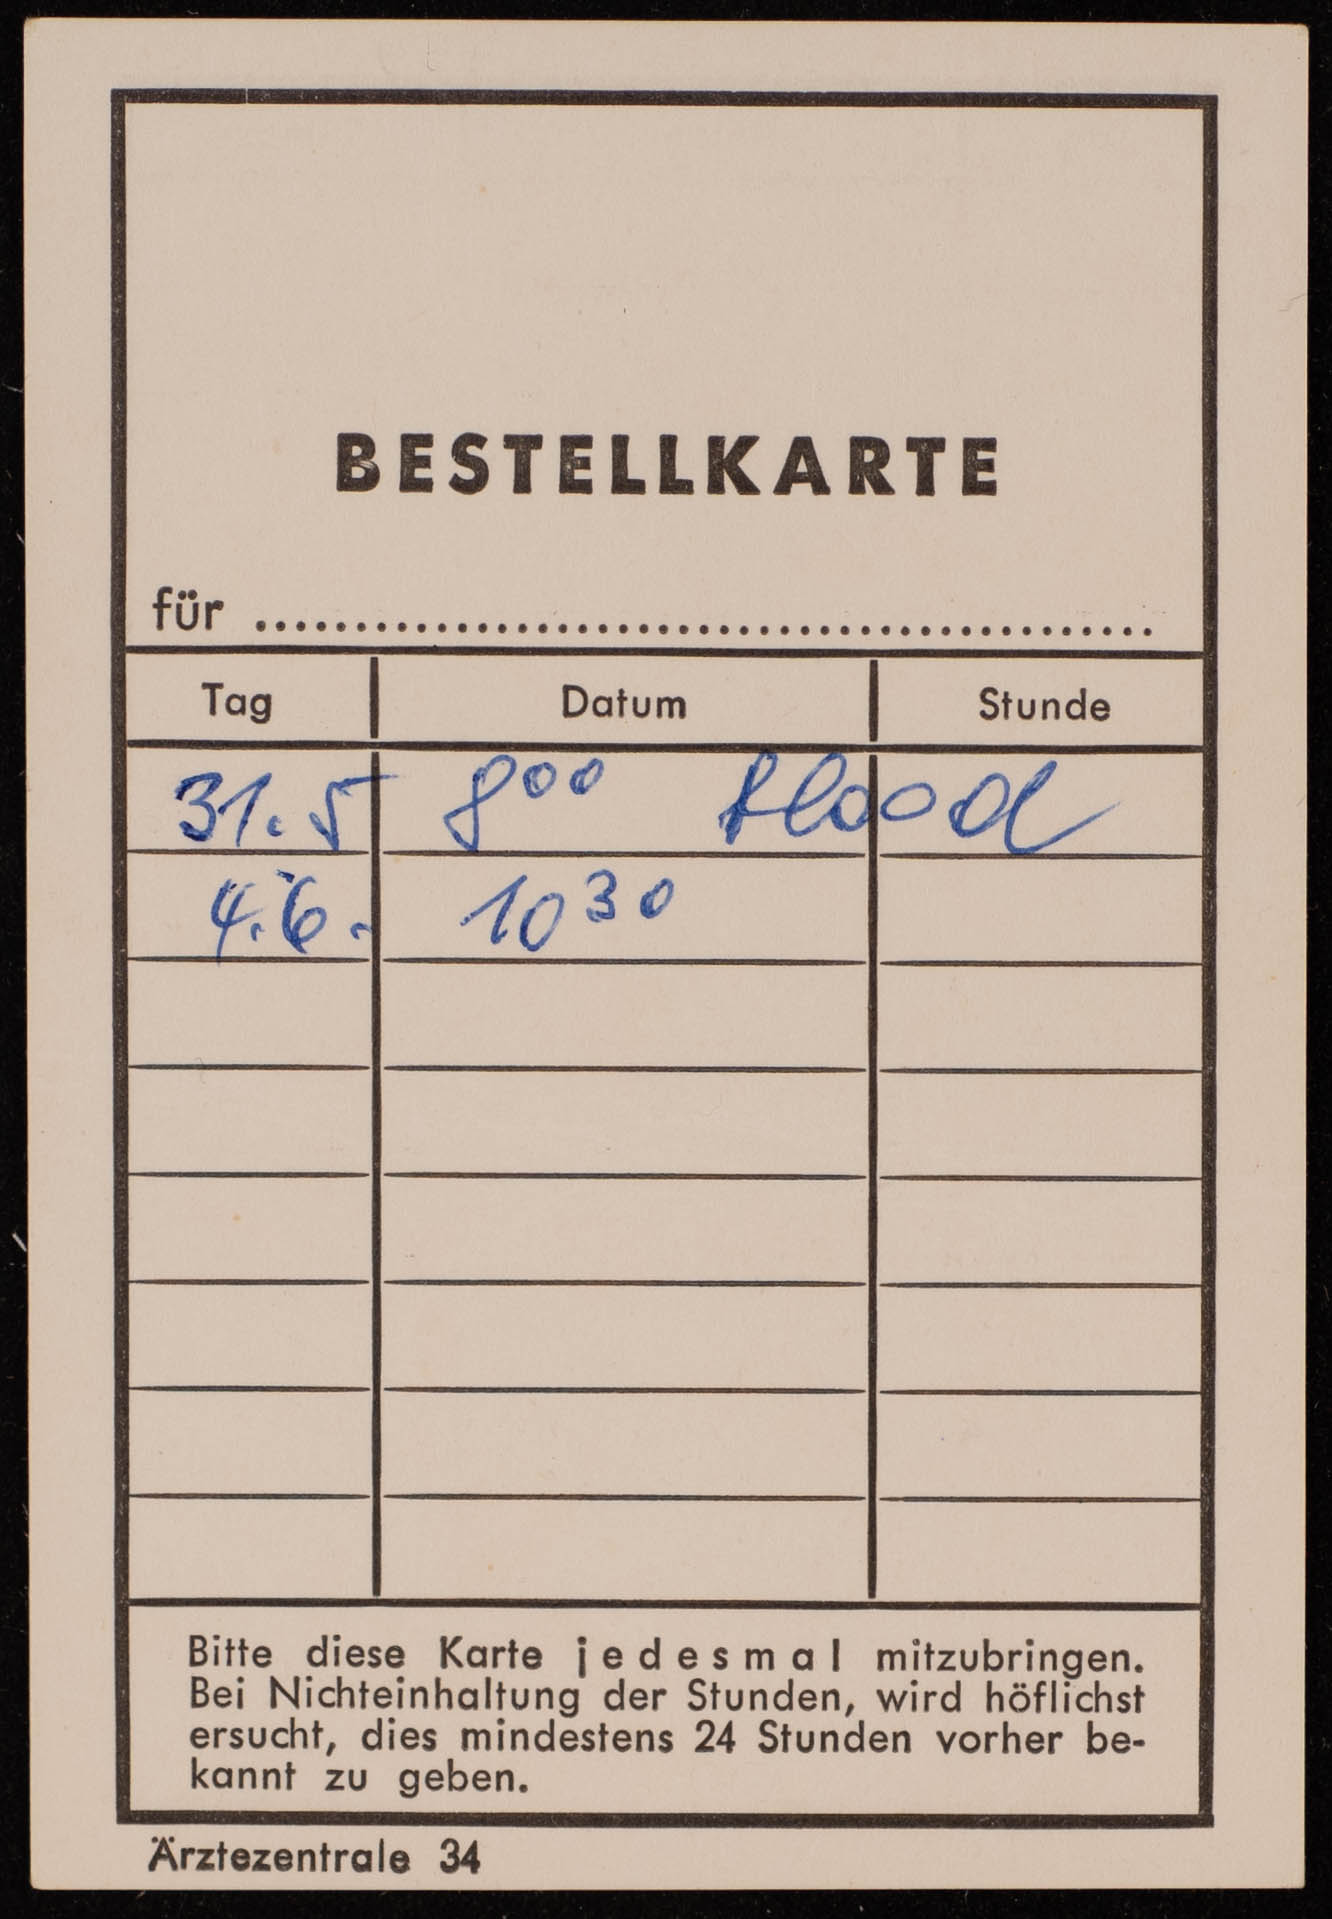 BESTELLKARTE
für ..............................................
Tag Datum Stunde
31.5 8⁰⁰ blood
4.6. 10³⁰
Bitte diese Karte jedesmal mitzubringen.
Bei Nichteinhaltung der Stunden, wird höflichst
ersucht, dies mindestens 24 Stunden vorher be-
kannt zu geben.
Ärztezentrale 34